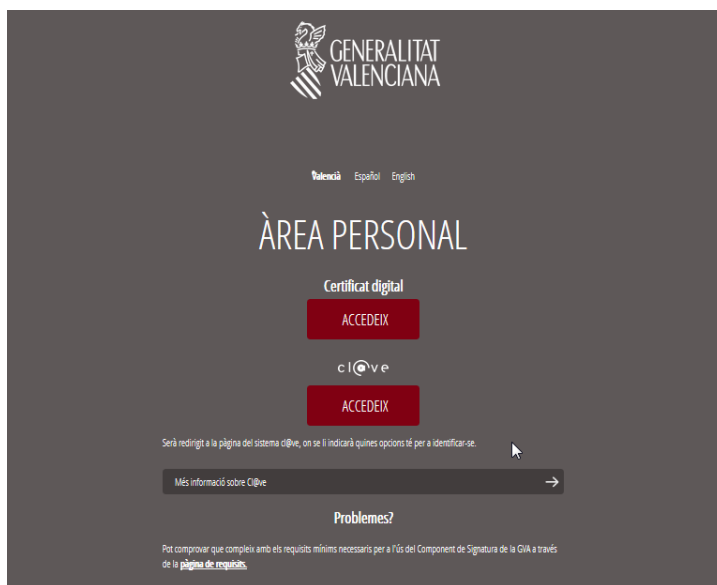 GENERALITAT
VALENCIANA
Valencià Español English
ÀREA PERSONAL
Certificat digital
ACCEDEIX
cl@ve
ACCEDEIX
Serà redirigit a la pàgina del sistema cl@ve, on se li indicarà quines opcions té per a identificar-se.
Més informació sobre Cl@ve
Problemes?
Pot comprovar que compleix amb els requisits mínims necessaris per a l'ús del Component de Signatura de la GVA a través
de la pàgina de requisits.